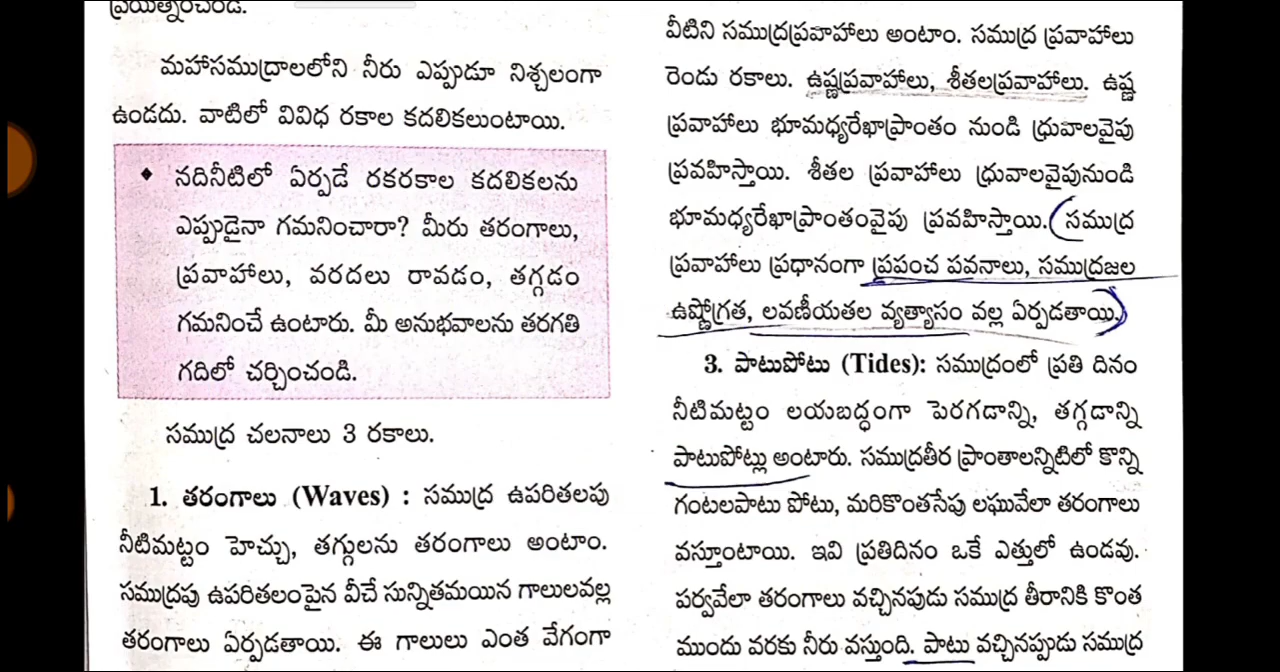 ప్రయత్నించండి.
మహాసముద్రాలలోని నీరు ఎప్పుడూ నిశ్చలంగా
ఉండదు. వాటిలో వివిధ రకాల కదలికలుంటాయి.
◆ నదినీటిలో ఏర్పడే రకరకాల కదలికలను
ఎప్పుడైనా గమనించారా? మీరు తరంగాలు,
ప్రవాహాలు, వరదలు రావడం, తగ్గడం
గమనించే ఉంటారు. మీ అనుభవాలను తరగతి
గదిలో చర్చించండి.
సముద్ర చలనాలు 3 రకాలు.
1. తరంగాలు (Waves) : సముద్ర ఉపరితలపు
నీటిమట్టం హెచ్చు, తగ్గులను తరంగాలు అంటాం.
సముద్రపు ఉపరితలంపైన వీచే సున్నితమయిన గాలులవల్ల
తరంగాలు ఏర్పడతాయి. ఈ గాలులు ఎంత వేగంగా
వీటిని సముద్రప్రవాహాలు అంటాం. సముద్ర ప్రవాహాలు
రెండు రకాలు. ఉష్ణప్రవాహాలు, శీతలప్రవాహాలు. ఉష్ణ
ప్రవాహాలు భూమధ్యరేఖాప్రాంతం నుండి ధ్రువాలవైపు
ప్రవహిస్తాయి. శీతల ప్రవాహాలు ధ్రువాలవైపునుండి
భూమధ్యరేఖాప్రాంతంవైపు ప్రవహిస్తాయి. (సముద్ర
ప్రవాహాలు ప్రధానంగా ప్రపంచ పవనాలు, సముద్రజల
ఉష్ణోగ్రత, లవణీయతల వ్యత్యాసం వల్ల ఏర్పడతాయి.)
3. పాటుపోటు (Tides): సముద్రంలో ప్రతి దినం
నీటిమట్టం లయబద్ధంగా పెరగడాన్ని, తగ్గడాన్ని
పాటుపోట్లు అంటారు. సముద్రతీర ప్రాంతాలన్నిటిలో కొన్ని
గంటలపాటు పోటు, మరికొంతసేపు లఘువేలా తరంగాలు
వస్తూంటాయి. ఇవి ప్రతిదినం ఒకే ఎత్తులో ఉండవు.
పర్వవేలా తరంగాలు వచ్చినపుడు సముద్ర తీరానికి కొంత
ముందు వరకు నీరు వస్తుంది. పాటు వచ్చినప్పుడు సముద్ర